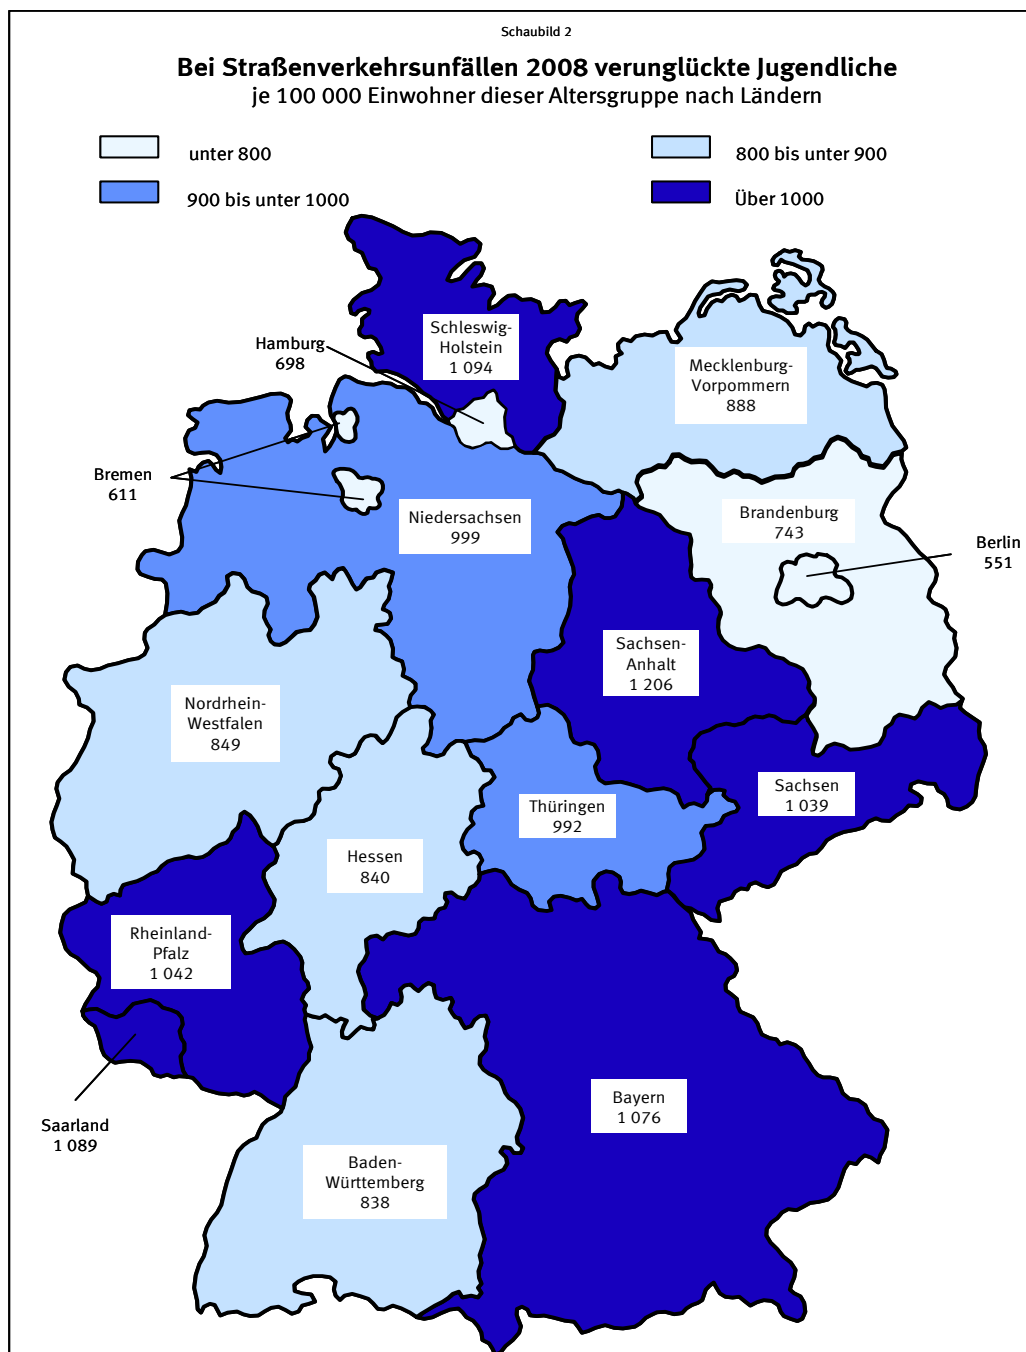 Schaubild 2
Bei Straßenverkehrsunfällen 2008 verunglückte Jugendliche
je 100 000 Einwohner dieser Altersgruppe nach Ländern
unter 800
800 bis unter 900
900 bis unter 1000
Über 1000
Schleswig-
Holstein
1 094
Hamburg
698
Mecklenburg-
Vorpommern
888
Bremen
611
Niedersachsen
999
Brandenburg
743
Berlin
551
Sachsen-
Anhalt
1 206
Nordrhein-
Westfalen
849
Thüringen
992
Sachsen
1 039
Hessen
840
Rheinland-
Pfalz
1 042
Saarland
1 089
Bayern
1 076
Baden-
Württemberg
838